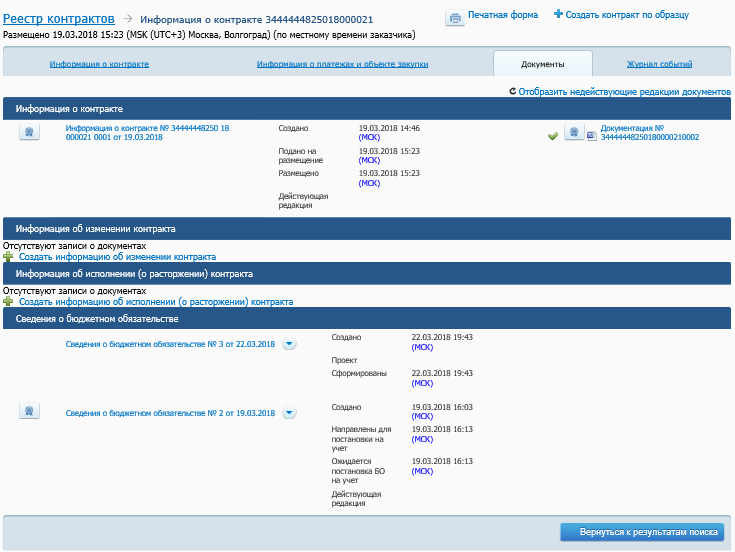 Реестр контрактов → Информация о контракте 3444444825018000021 Печатная форма Создать контракт по образцу
Размещено 19.03.2018 15:23 (MSK (UTC+3) Москва, Волгоград) (по местному времени заказчика)
Информация о контракте Информация о платежах и объекте закупки Документы Журнал событий
Отобразить недействующие редакции документов
Информация о контракте
Информация о контракте № 34444448250 18
000021 0001 от 19.03.2018
Создано 19.03.2018 14:46
(МСК)
Подано на
размещение
19.03.2018 15:23
(МСК)
Размещено 19.03.2018 15:23
(МСК)
Действующая
редакция
Документация №
34444448250180000210002
Информация об изменении контракта
Отсутствуют записи о документах
Создать информацию об изменении контракта
Информация об исполнении (о расторжении) контракта
Отсутствуют записи о документах
Создать информацию об исполнении (о расторжении) контракта
Сведения о бюджетном обязательстве
Сведения о бюджетном обязательстве № 3 от 22.03.2018
Создано 22.03.2018 19:43
(МСК)
Проект
Сформированы 22.03.2018 19:43
(МСК)
Сведения о бюджетном обязательстве № 2 от 19.03.2018
Создано 19.03.2018 16:03
(МСК)
Направлены для
постановки на
учет
19.03.2018 16:13
(МСК)
Ожидается
постановка БО
на учет
19.03.2018 16:13
(МСК)
Действующая
редакция
Вернуться к результатам поиска